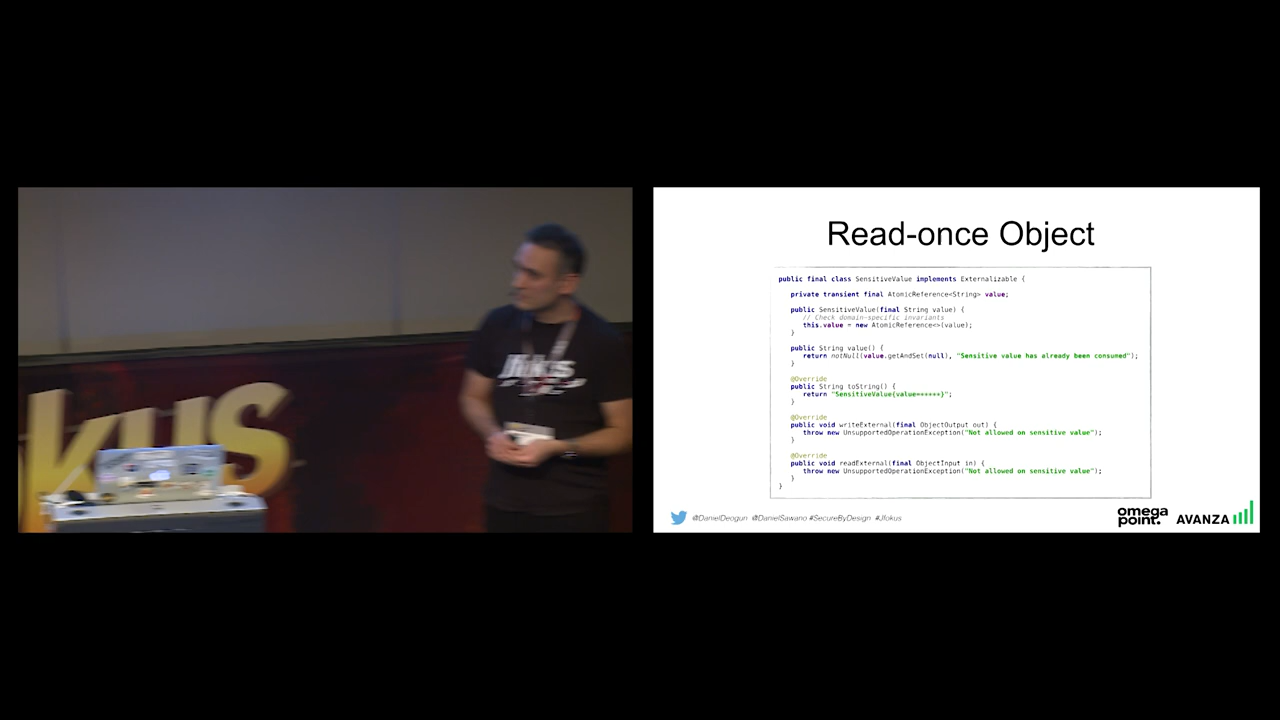 Jfokus
kus
Read-once Object
public final class SensitiveValue implements Externalizable {
private transient final AtomicReference<String> value;
public SensitiveValue(final String value) {
// Check domain-specific invariants
this.value = new AtomicReference<>(value);
}
public String value() {
return notNull(value.getAndSet(null), "Sensitive value has already been consumed");
}
@Override
public String toString() {
return "SensitiveValue{value=*****}";
}
@Override
public void writeExternal(final ObjectOutput out) {
throw new UnsupportedOperationException("Not allowed on sensitive value");
}
@Override
public void readExternal(final ObjectInput in) {
throw new UnsupportedOperationException("Not allowed on sensitive value");
}
}
@DanielDeogun @DanielSawano #SecureByDesign #Jfokus
omega
point.
AVANZA